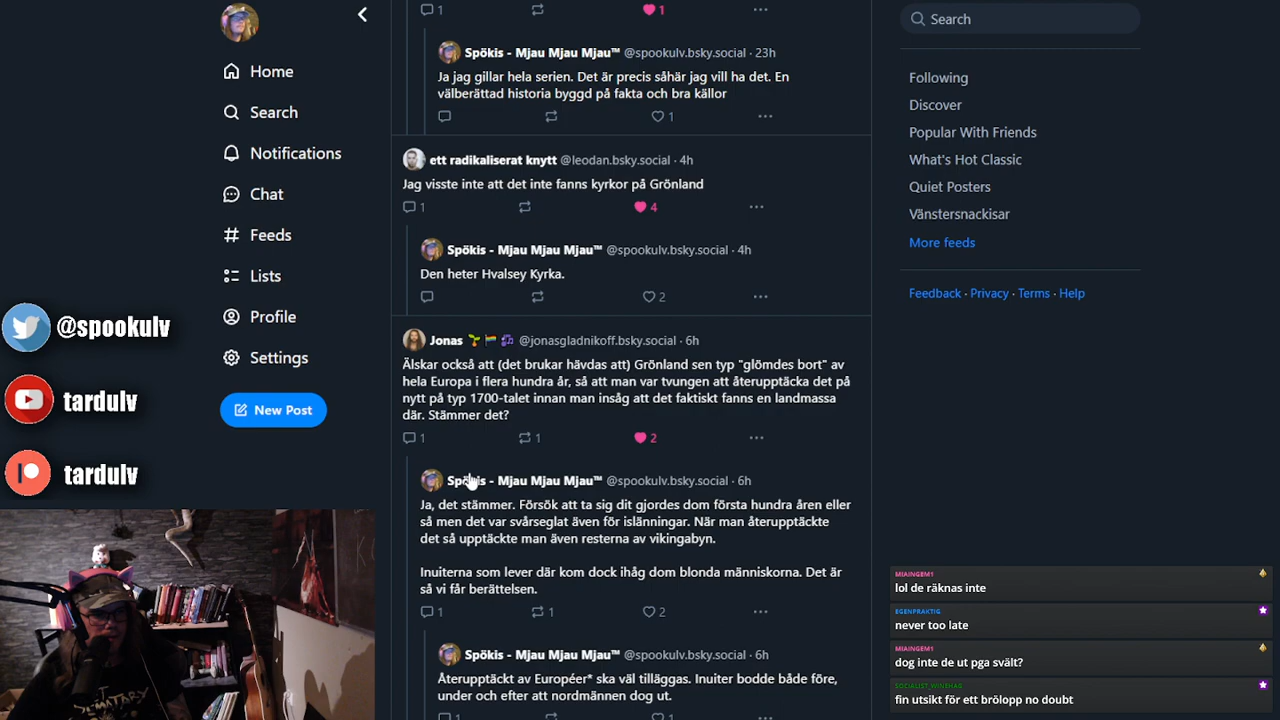 1 1
Spökis - Mjau Mjau Mjau™ @spookulv.bsky.social · 23h
Ja jag gillar hela serien. Det är precis såhär jag vill ha det. En
välberättad historia byggd på fakta och bra källor
1
ett radikaliserat knytt @leodan.bsky.social · 4h
Jag visste inte att det inte fanns kyrkor på Grönland
1 4
Spökis - Mjau Mjau Mjau™ @spookulv.bsky.social · 4h
Den heter Hvalsey Kyrka.
2
Jonas @jonasgladnikoff.bsky.social · 6h
Älskar också att (det brukar hävdas att) Grönland sen typ "glömdes bort" av
hela Europa i flera hundra år, så att man var tvungen att återupptäcka det på
nytt på typ 1700-talet innan man insåg att det faktiskt fanns en landmassa
där. Stämmer det?
1 1 2
Spökis - Mjau Mjau Mjau™ @spookulv.bsky.social · 6h
Ja, det stämmer. Försök att ta sig dit gjordes dom första hundra åren eller
så men det var svårseglat även för islänningar. När man återupptäckte
det så upptäckte man även resterna av vikingabyn.
Inuiterna som lever där kom dock ihåg dom blonda människorna. Det är
så vi får berättelsen.
1 1 2
Spökis - Mjau Mjau Mjau™ @spookulv.bsky.social · 6h
Återupptäckt av Européer* ska väl tilläggas. Inuiter bodde både före,
under och efter att nordmännen dog ut.
Home
Search
Notifications
Chat
Feeds
Lists
Profile
Settings
New Post
@spookulv
tardulv
tardulv
Search
Following
Discover
Popular With Friends
What's Hot Classic
Quiet Posters
Vänstersnackisar
More feeds
Feedback · Privacy · Terms · Help
MIAINGEM1
lol de räknas inte
EGENPRAKTIG
never too late
MIAINGEM1
dog inte de ut pga svält?
fin utsikt för ett brölopp no doubt